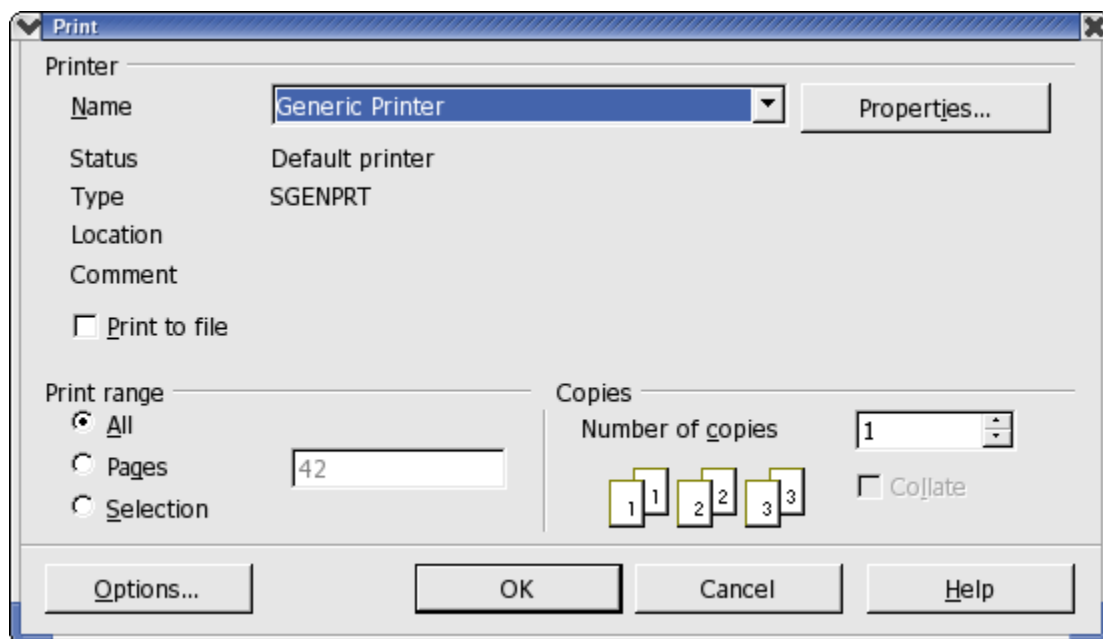 Print
Printer
Name Generic Printer Properties...
Status Default printer
Type SGENPRT
Location
Comment
Print to file
Print range
All
Pages 42
Selection
Copies
Number of copies 1
1 1 2 2 3 3
Collate
Options... OK Cancel Help